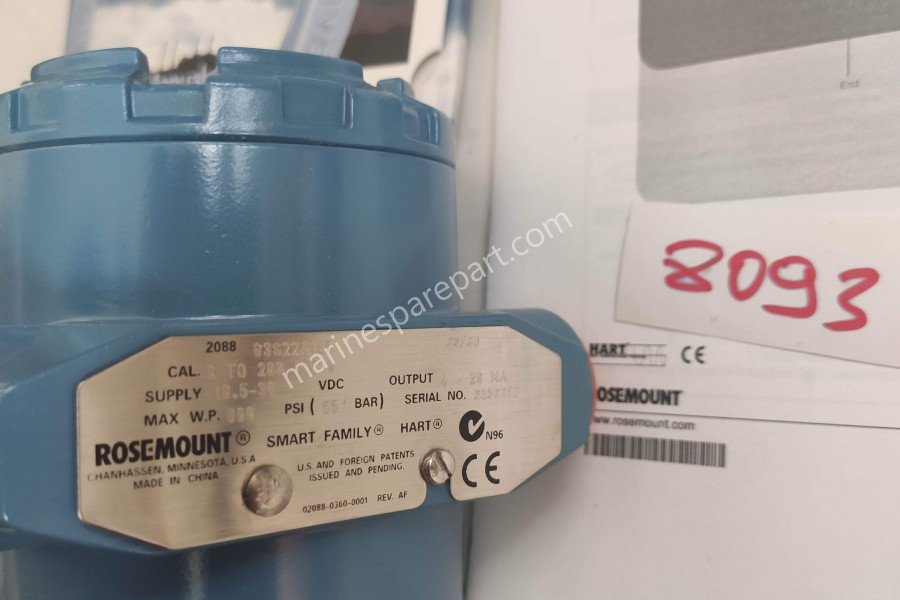 2088
CAL. TO
SUPPLY VDC OUTPUT MA
MAX W.P. 800 PSI ( BAR) SERIAL NO.
ROSEMOUNT® SMART FAMILY® HART® N96
CHANHASSEN, MINNESOTA, U.S.A
MADE IN CHINA
U.S. AND FOREIGN PATENTS
ISSUED AND PENDING.
CE
02088-0360-0001 REV. AF
marinesparepart.com
End
8093
HART CE
ROSEMOUNT
www.rosemount.com